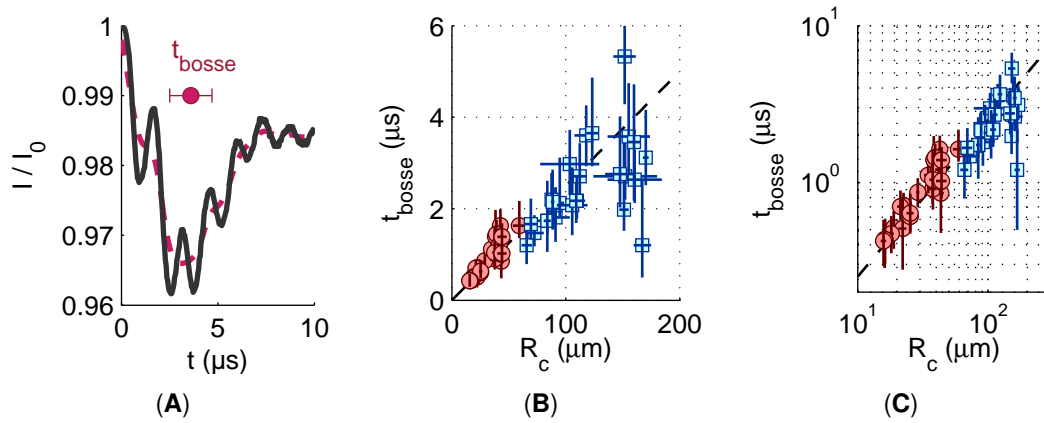 1
0.99
0.98
0.97
0.96
I / I0
t_bosse
0
5
10
t (µs)
(A)
6
4
2
0
t_bosse (µs)
0
100
200
R_c (µm)
(B)
10^1
10^0
t_bosse (µs)
10^1
10^2
R_c (µm)
(C)